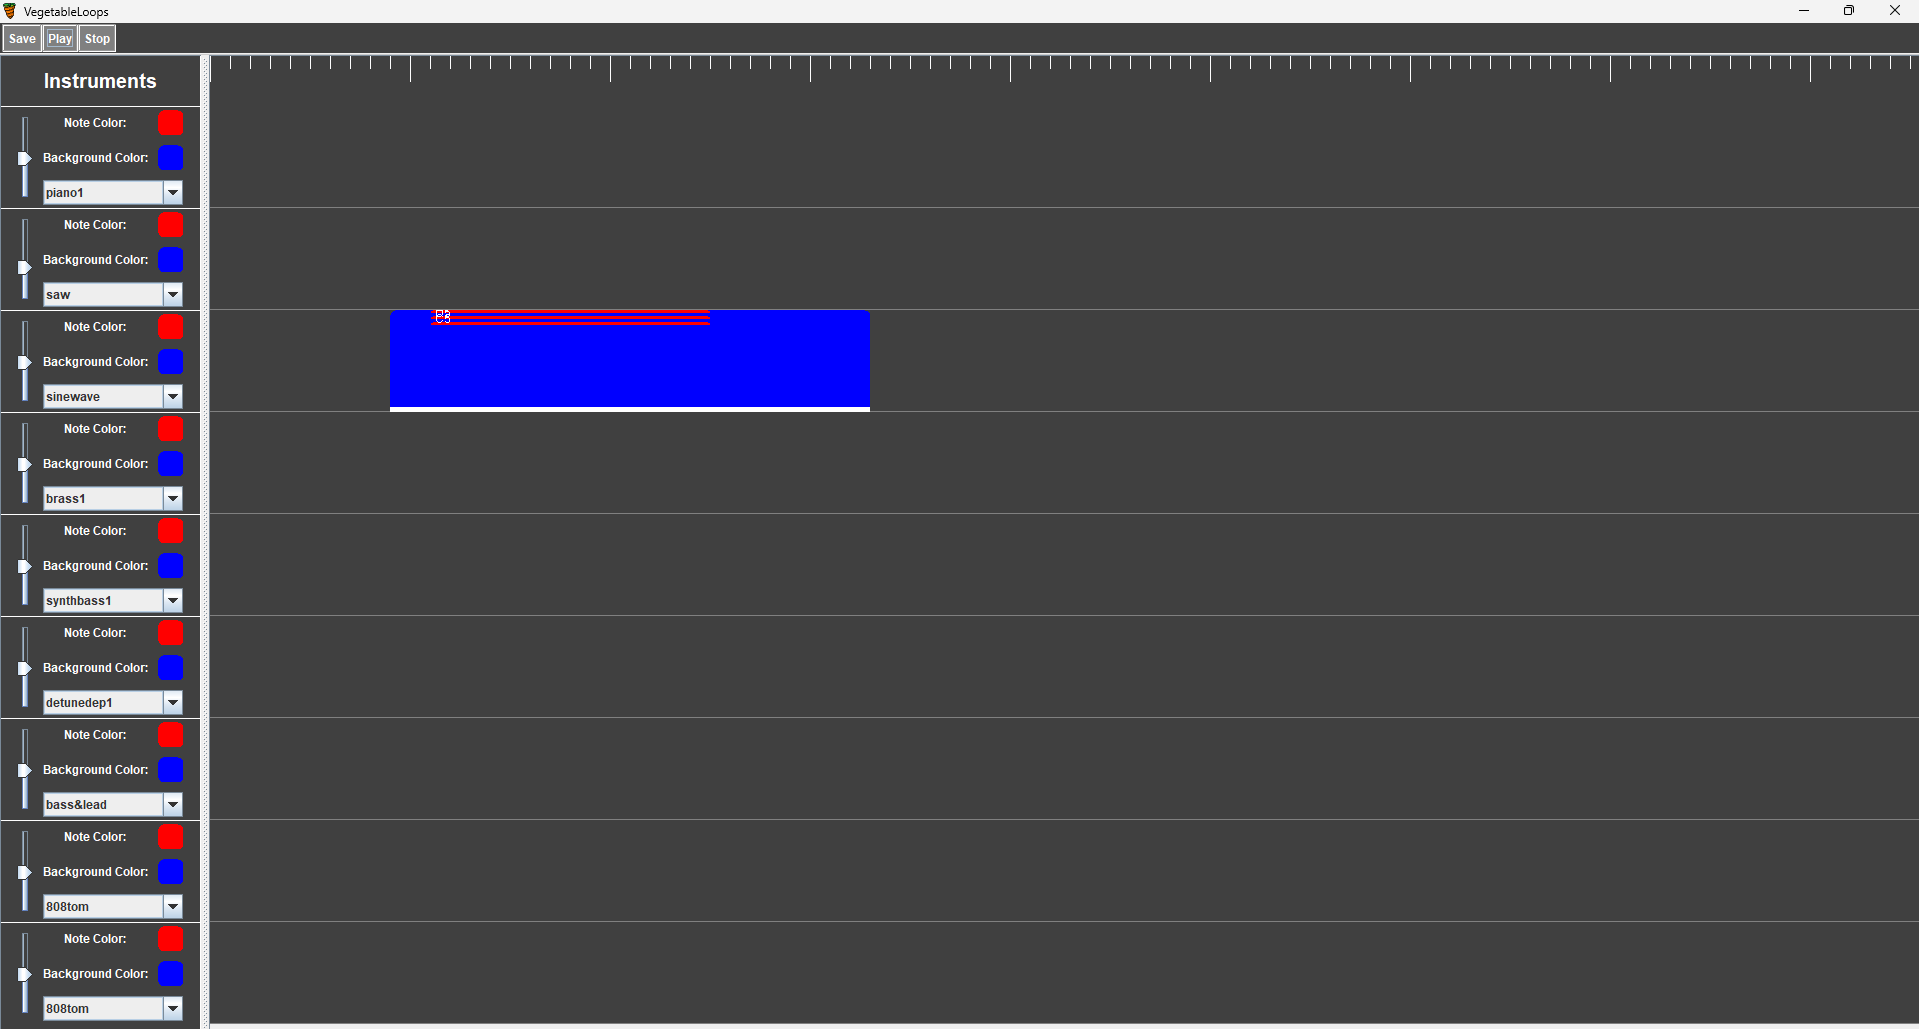 VegetableLoops
Save Play Stop
Instruments
Note Color:
Background Color:
piano1
Note Color:
Background Color:
saw
Note Color:
Background Color:
sinewave
Note Color:
Background Color:
brass1
Note Color:
Background Color:
synthbass1
Note Color:
Background Color:
detunedep1
Note Color:
Background Color:
bass&lead
Note Color:
Background Color:
808tom
Note Color:
Background Color:
808tom